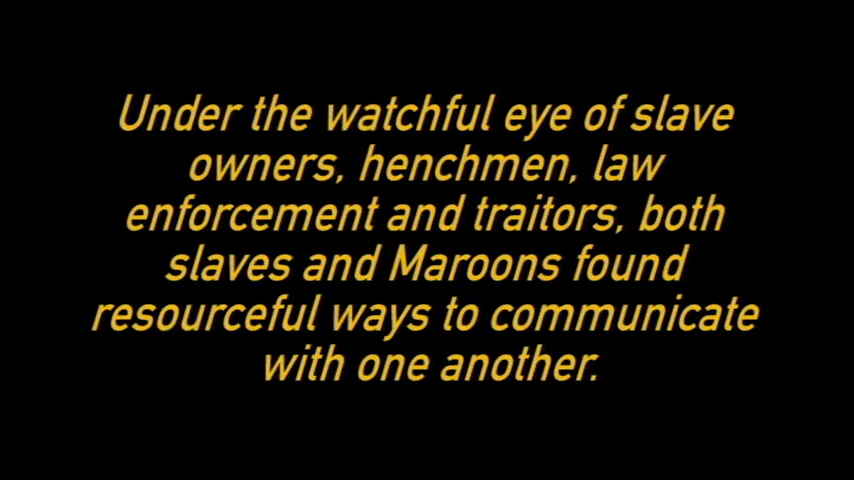 Under the watchful eye of slave
owners, henchmen, law
enforcement and traitors, both
slaves and Maroons found
resourceful ways to communicate
with one another.